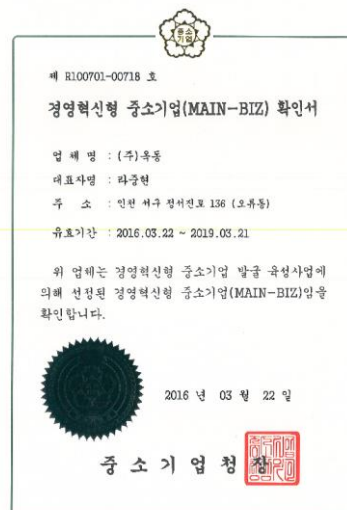 중소
기업
제 R100701-00718 호
경영혁신형 중소기업(MAIN-BIZ) 확인서
업 체 명 : (주)옥동
대표자명 : 라중현
주 소 : 인천 서구 정서진로 136 (오류동)
유효기간 : 2016.03.22 ~ 2019.03.21
위 업체는 경영혁신형 중소기업 발굴 육성사업에
의해 선정된 경영혁신형 중소기업(MAIN-BIZ)임을
확인합니다.
2016 년 03 월 22 일
중 소 기 업 청 장